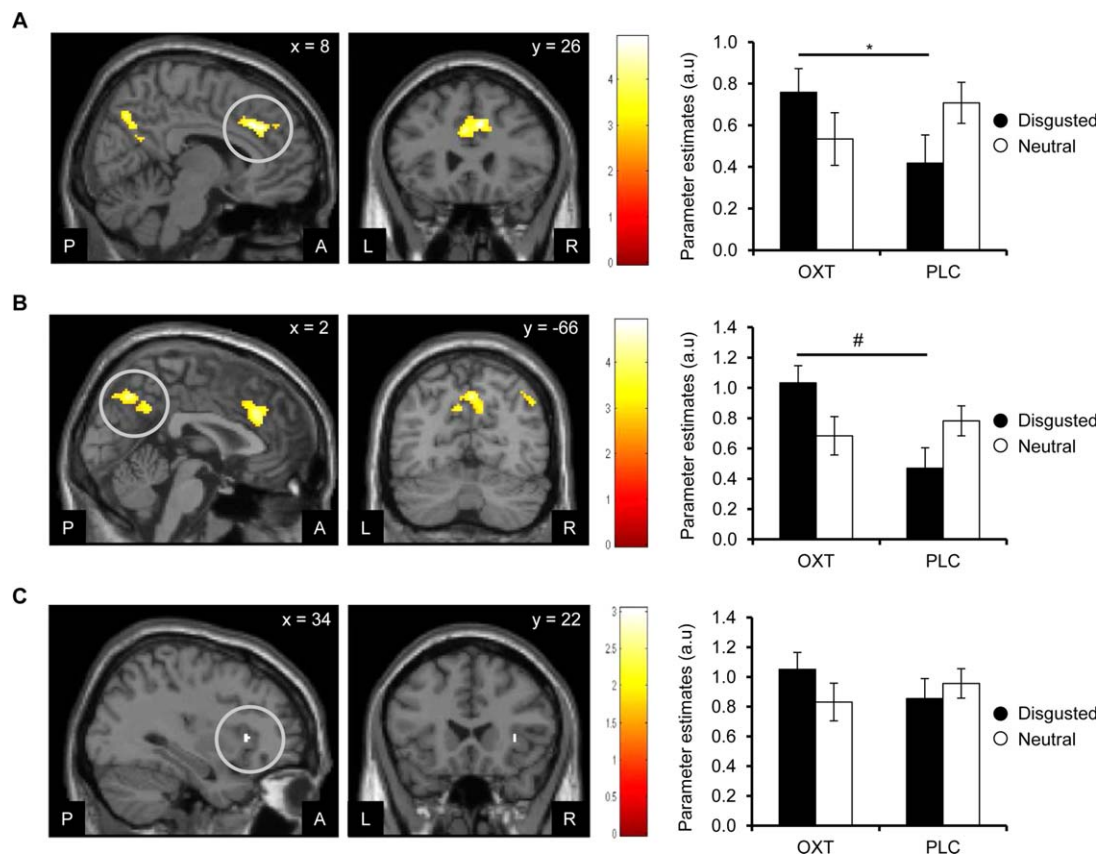 A
x = 8
y = 26
P
A
L
R
4
3
2
1
0
Parameter estimates (a.u)
1.0
0.8
0.6
0.4
0.2
0.0
*
OXT
PLC
Disgusted
Neutral
B
x = 2
y = -66
P
A
L
R
4
3
2
1
0
Parameter estimates (a.u)
1.4
1.2
1.0
0.8
0.6
0.4
0.2
0.0
#
OXT
PLC
Disgusted
Neutral
C
x = 34
y = 22
P
A
L
R
3
2.5
2
1.5
1
0.5
0
Parameter estimates (a.u)
1.4
1.2
1.0
0.8
0.6
0.4
0.2
0.0
OXT
PLC
Disgusted
Neutral